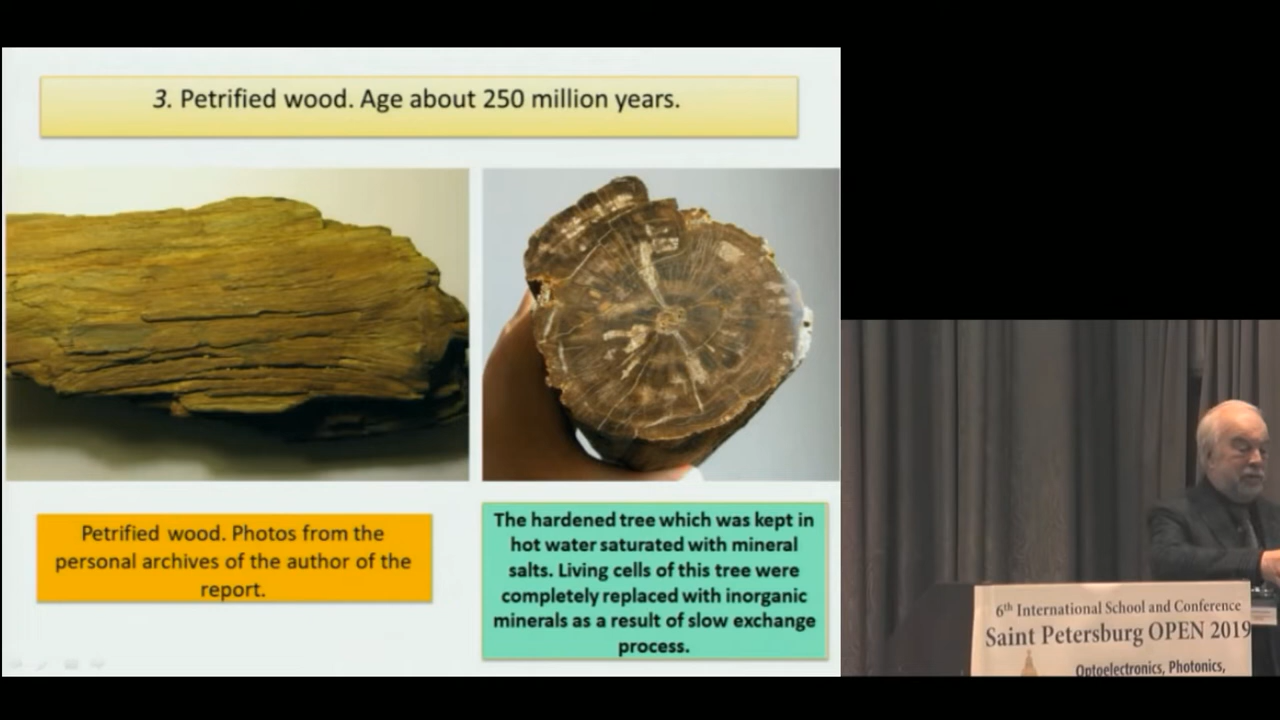 3. Petrified wood. Age about 250 million years.
Petrified wood. Photos from the
personal archives of the author of the
report.
The hardened tree which was kept in
hot water saturated with mineral
salts. Living cells of this tree were
completely replaced with inorganic
minerals as a result of slow exchange
process.
6th International School and Conference
Saint Petersburg OPEN 2019
Optoelectronics, Photonics,